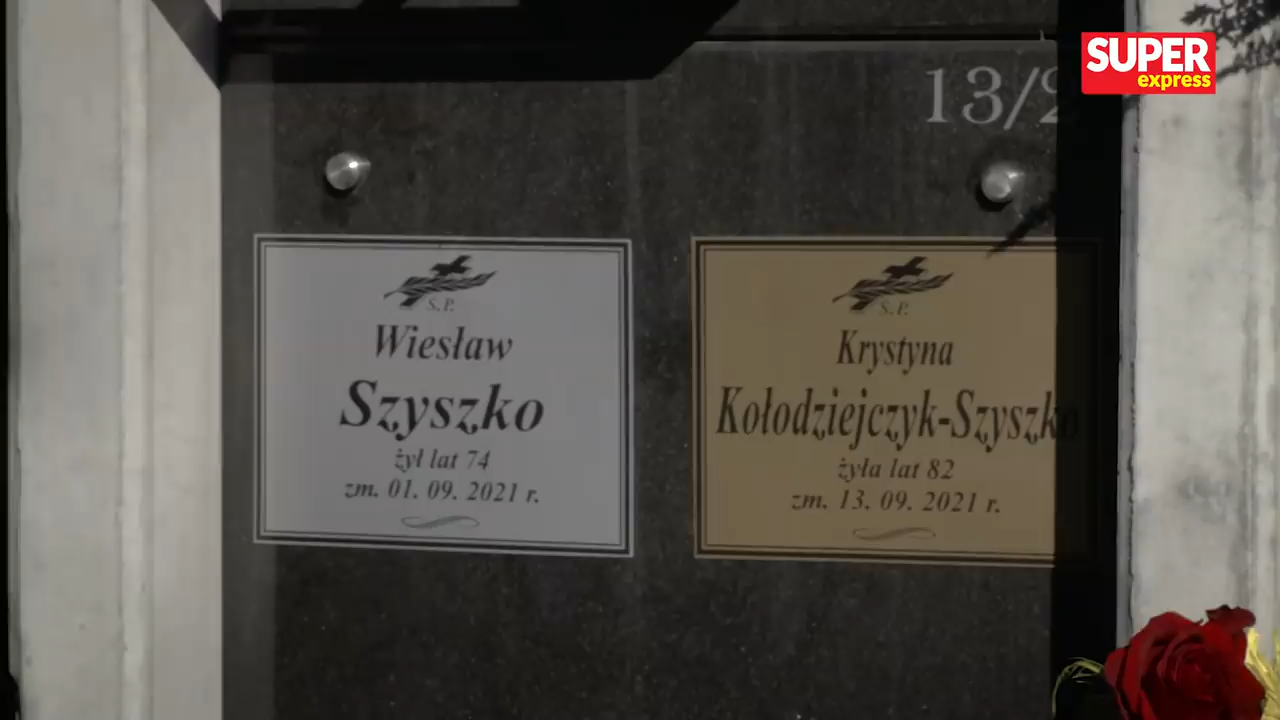 SUPER
express
13/2
Ś.P.
Wiesław
Szyszko
żył lat 74
zm. 01. 09. 2021 r.
Ś.P.
Krystyna
Kołodziejczyk-Szyszko
żyła lat 82
zm. 13. 09. 2021 r.